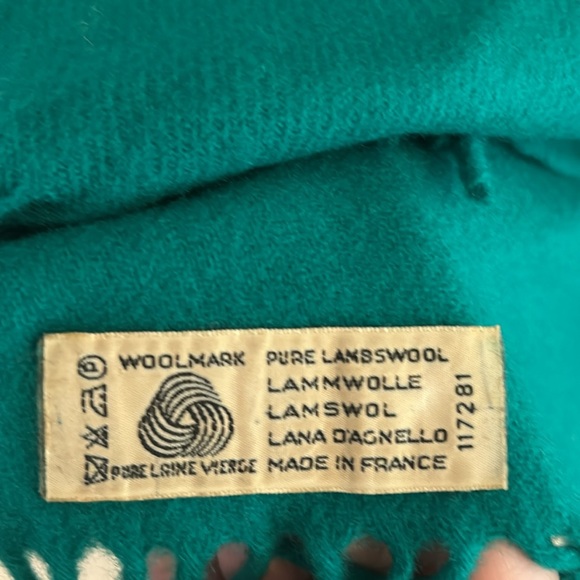 WOOLMARK
PURE LAINE VIERGE
PURE LAMBSWOOL
LAMMWOLLE
LAMSWOL
LANA D'AGNELLO
MADE IN FRANCE
117281
P